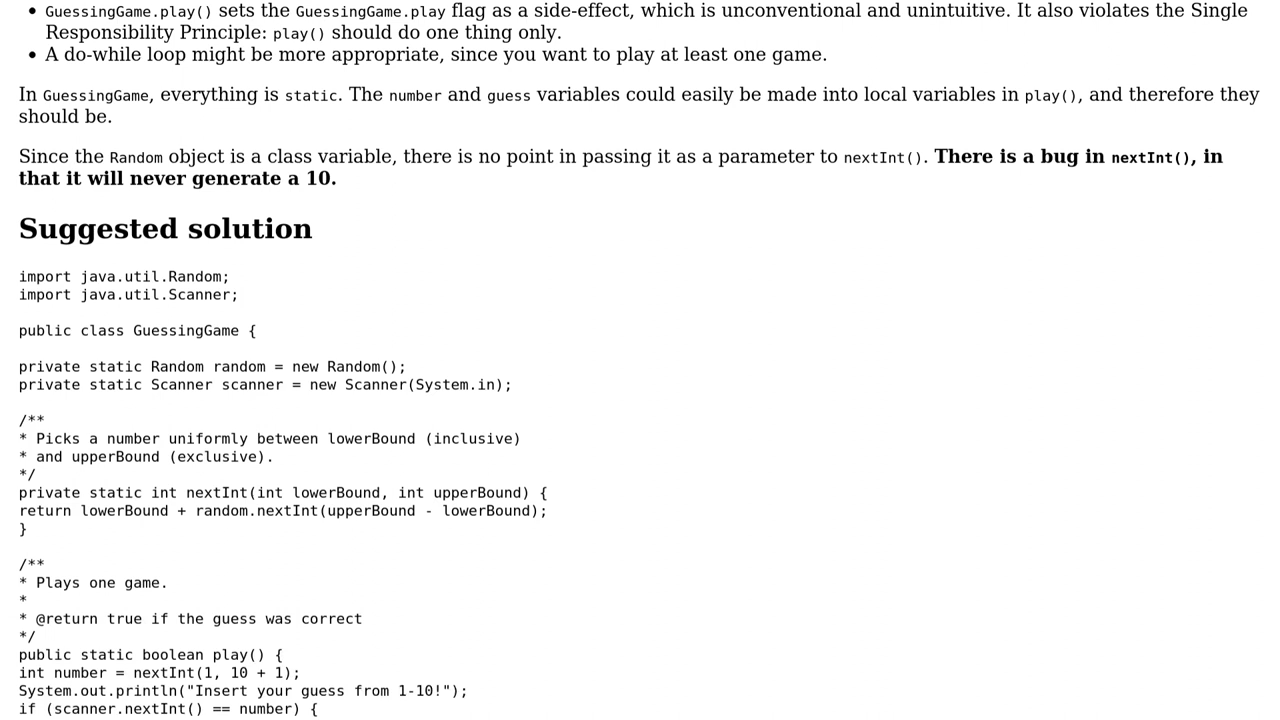 • GuessingGame.play() sets the GuessingGame.play flag as a side-effect, which is unconventional and unintuitive. It also violates the Single
Responsibility Principle: play() should do one thing only.
• A do-while loop might be more appropriate, since you want to play at least one game.
In GuessingGame, everything is static. The number and guess variables could easily be made into local variables in play(), and therefore they
should be.
Since the Random object is a class variable, there is no point in passing it as a parameter to nextInt(). There is a bug in nextInt(), in
that it will never generate a 10.
Suggested solution
import java.util.Random;
import java.util.Scanner;
public class GuessingGame {
private static Random random = new Random();
private static Scanner scanner = new Scanner(System.in);
/**
* Picks a number uniformly between lowerBound (inclusive)
* and upperBound (exclusive).
*/
private static int nextInt(int lowerBound, int upperBound) {
return lowerBound + random.nextInt(upperBound - lowerBound);
}
/**
* Plays one game.
*
* @return true if the guess was correct
*/
public static boolean play() {
int number = nextInt(1, 10 + 1);
System.out.println("Insert your guess from 1-10!");
if (scanner.nextInt() == number) {